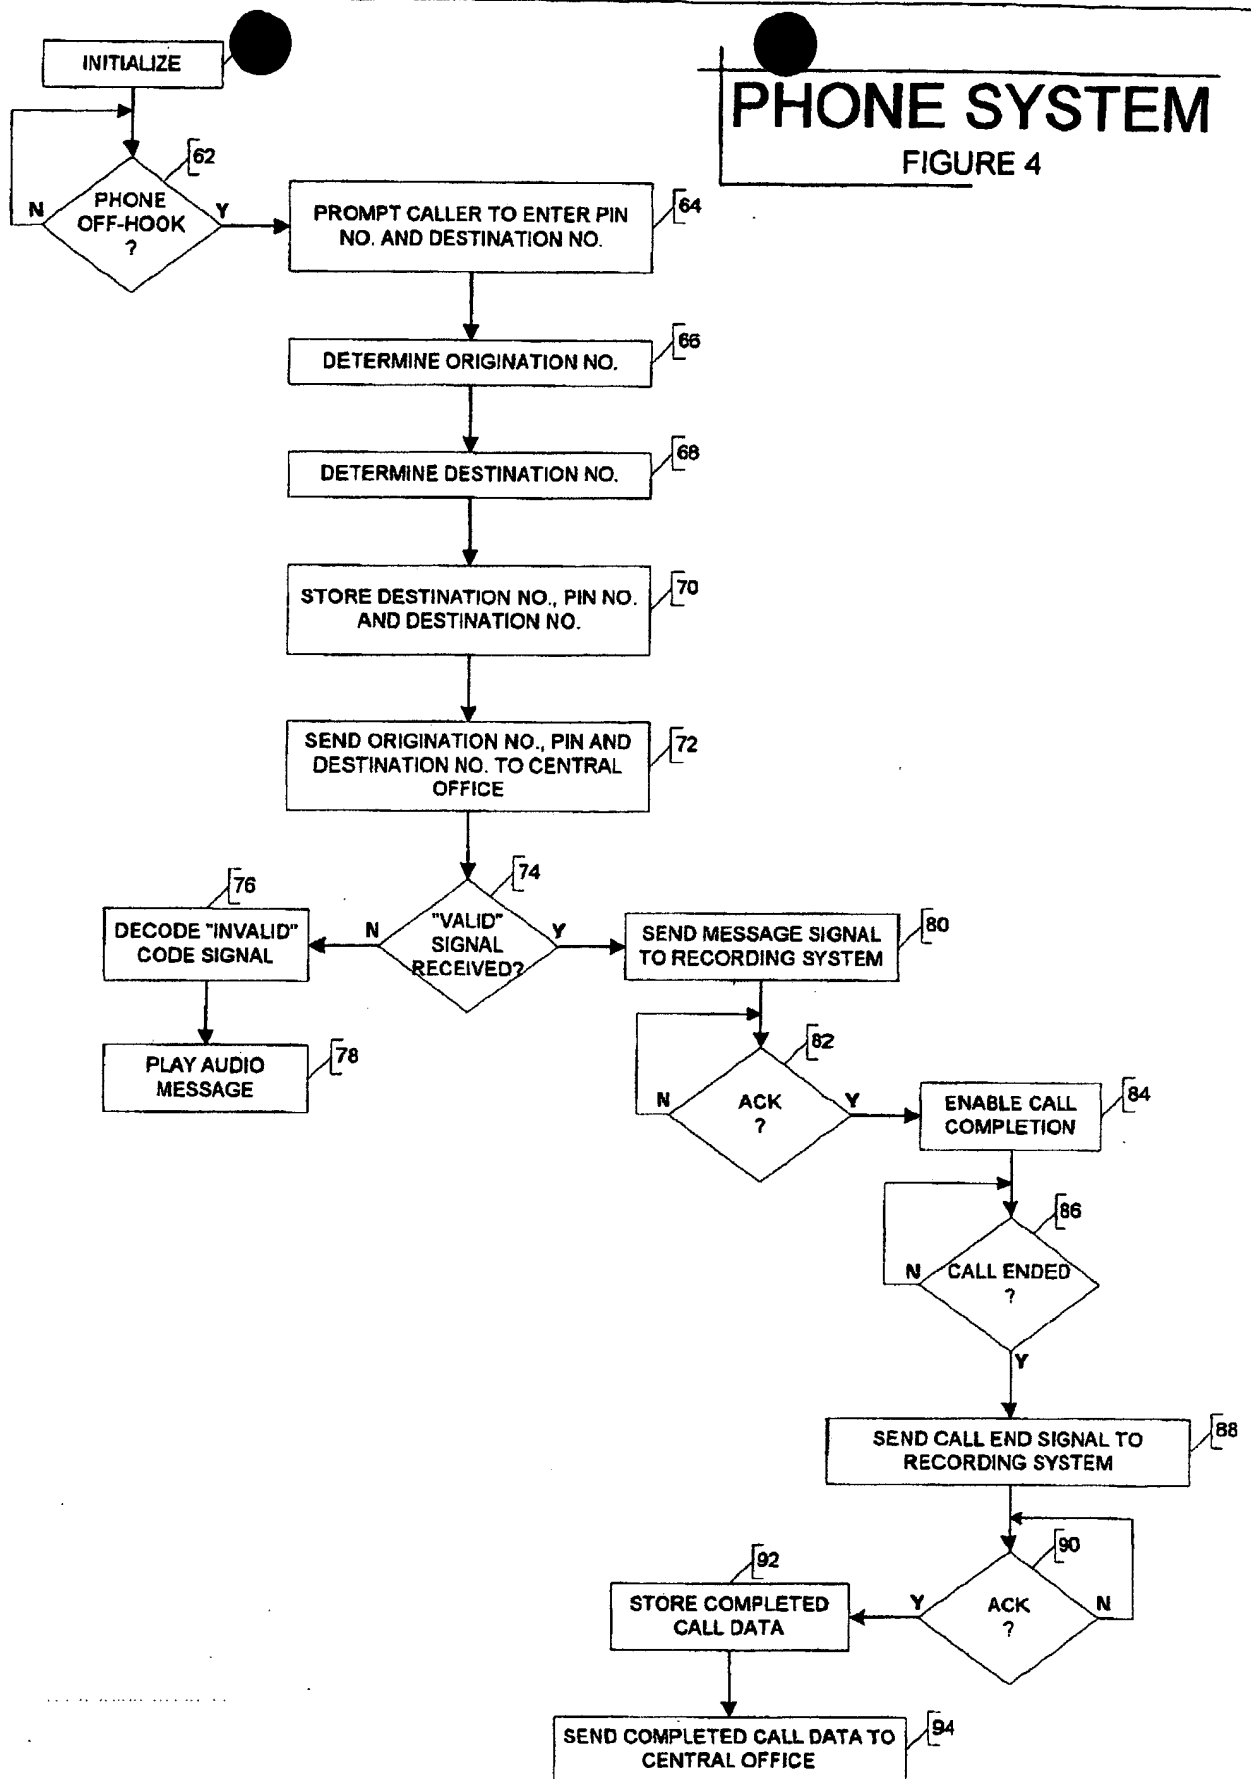 INITIALIZE
PHONE SYSTEM
FIGURE 4
62
PHONE
OFF-HOOK
?
N
Y
PROMPT CALLER TO ENTER PIN
NO. AND DESTINATION NO.
64
DETERMINE ORIGINATION NO.
66
DETERMINE DESTINATION NO.
68
STORE DESTINATION NO., PIN NO.
AND DESTINATION NO.
70
SEND ORIGINATION NO., PIN AND
DESTINATION NO. TO CENTRAL
OFFICE
72
74
"VALID"
SIGNAL
RECEIVED?
N
Y
76
DECODE "INVALID"
CODE SIGNAL
PLAY AUDIO
MESSAGE
78
SEND MESSAGE SIGNAL
TO RECORDING SYSTEM
80
82
ACK
?
N
Y
ENABLE CALL
COMPLETION
84
86
CALL ENDED
?
N
Y
SEND CALL END SIGNAL TO
RECORDING SYSTEM
88
90
ACK
?
Y
N
92
STORE COMPLETED
CALL DATA
SEND COMPLETED CALL DATA TO
CENTRAL OFFICE
94